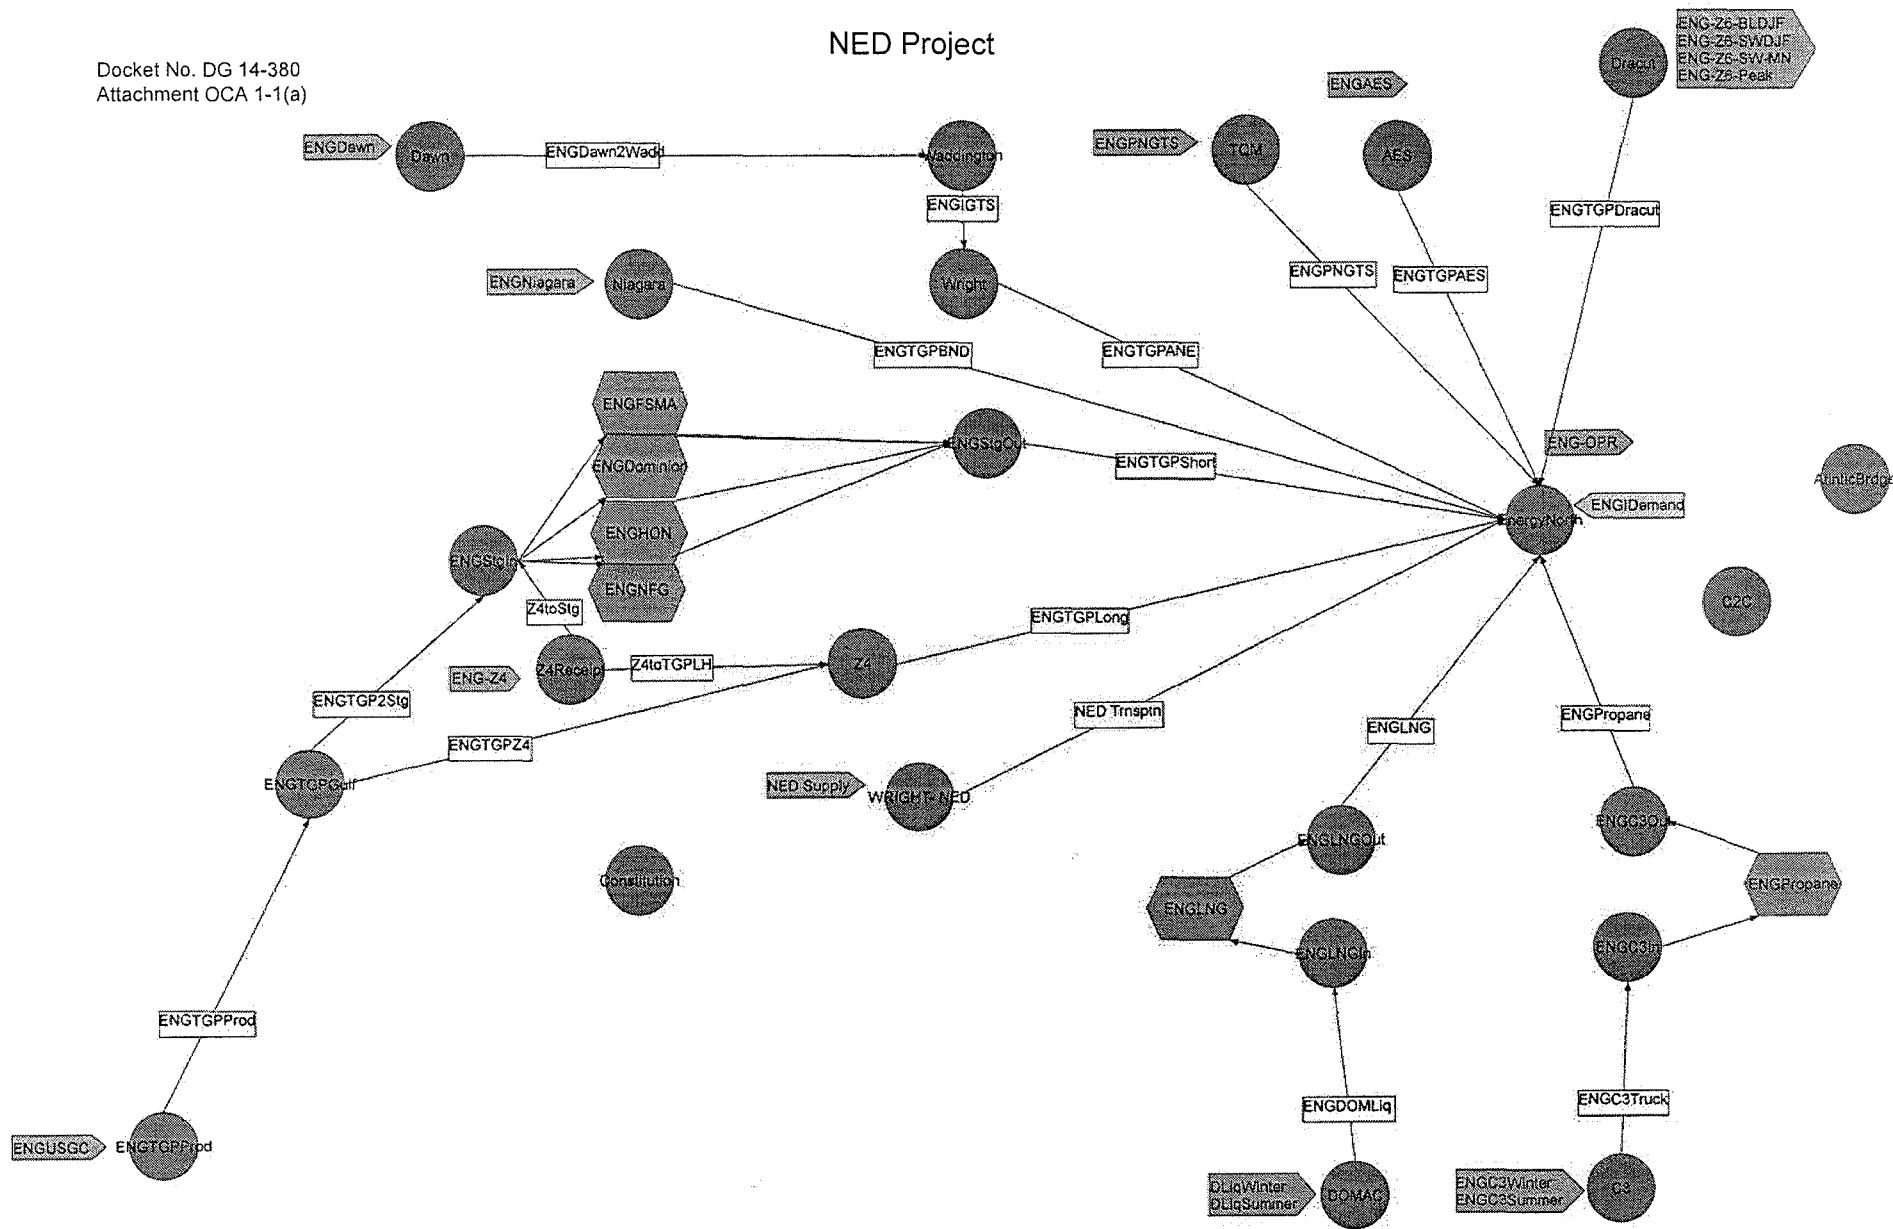 NED Project
Docket No. DG 14-380
Attachment OCA 1-1(a)
ENG-Z6-BLDJF
ENG-Z6-SWDJF
ENG-Z6-SW-MN
ENG-Z6-Peak
Dracut
ENGAES
ENGDawn
Dawn
ENGDawn2Wadd
Waddington
ENGPNGTS
TCM
AES
ENGIGTS
ENGTGPDracut
ENGNiagara
Niagara
Wright
ENGPNGTS
ENGTGPAES
ENGTGPBND
ENGTGPANE
ENGFSMA
ENGDominion
ENGStgOut
ENGTGPShort
ENG-OPR
AtlnticBrdge
ENGIDemand
EnergyNorth
ENGHON
ENGStgIn
ENGNFG
C2C
Z4toStg
ENGTGPLong
ENG-Z4
Z4Receipt
Z4toTGPLH
Z4
ENGTGP2Stg
NED Trnsptn
ENGPropane
ENGLNG
ENGTGPZ4
ENGTGPGulf
NED Supply
WRIGHT- NED
ENGLNGOut
ENGC3Out
Constitution
ENGPropane
ENGLNG
ENGLNGIn
ENGC3In
ENGTGPProd
ENGDOMLiq
ENGC3Truck
ENGUSGC
ENGTGPProd
DLiqWinter
DLiqSummer
DOMAC
ENGC3Winter
ENGC3Summer
C3